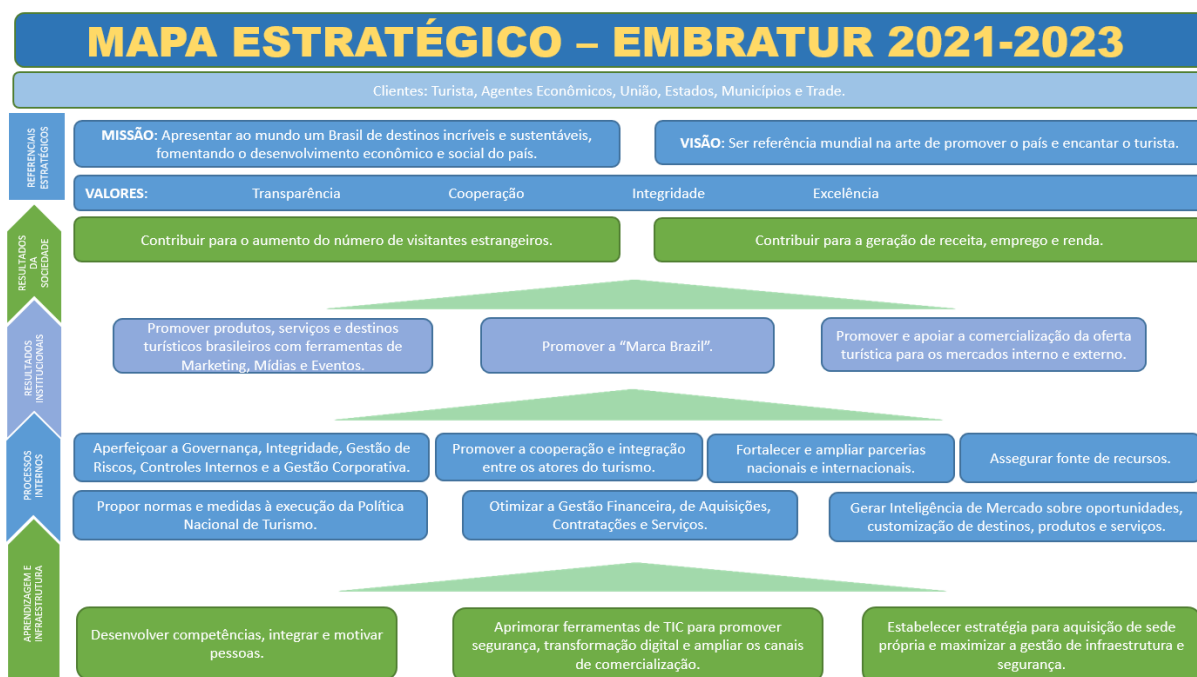 MAPA ESTRATÉGICO – EMBRATUR 2021-2023
Clientes: Turista, Agentes Econômicos, União, Estados, Municípios e Trade.
REFERENCIAIS
ESTRATÉGICOS
MISSÃO: Apresentar ao mundo um Brasil de destinos incríveis e sustentáveis,
fomentando o desenvolvimento econômico e social do país.
VISÃO: Ser referência mundial na arte de promover o país e encantar o turista.
VALORES: Transparência Cooperação Integridade Excelência
RESULTADOS
DA
SOCIEDADE
Contribuir para o aumento do número de visitantes estrangeiros.
Contribuir para a geração de receita, emprego e renda.
RESULTADOS
INSTITUCIONAIS
Promover produtos, serviços e destinos
turísticos brasileiros com ferramentas de
Marketing, Mídias e Eventos.
Promover a “Marca Brazil”.
Promover e apoiar a comercialização da oferta
turística para os mercados interno e externo.
PROCESSOS
INTERNOS
Aperfeiçoar a Governança, Integridade, Gestão de
Riscos, Controles Internos e a Gestão Corporativa.
Promover a cooperação e integração
entre os atores do turismo.
Fortalecer e ampliar parcerias
nacionais e internacionais.
Assegurar fonte de recursos.
Propor normas e medidas à execução da Política
Nacional de Turismo.
Otimizar a Gestão Financeira, de Aquisições,
Contratações e Serviços.
Gerar Inteligência de Mercado sobre oportunidades,
customização de destinos, produtos e serviços.
APRENDIZAGEM E
INFRAESTRUTURA
Desenvolver competências, integrar e motivar
pessoas.
Aprimorar ferramentas de TIC para promover
segurança, transformação digital e ampliar os canais
de comercialização.
Estabelecer estratégia para aquisição de sede
própria e maximizar a gestão de infraestrutura e
segurança.